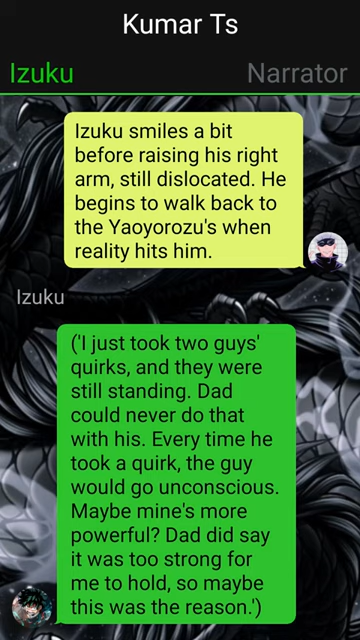 Kumar Ts
Izuku
Narrator
Izuku smiles a bit
before raising his right
arm, still dislocated. He
begins to walk back to
the Yaoyorozu's when
reality hits him.
Izuku
('I just took two guys'
quirks, and they were
still standing. Dad
could never do that
with his. Every time he
took a quirk, the guy
would go unconscious.
Maybe mine's more
powerful? Dad did say
it was too strong for
me to hold, so maybe
this was the reason.')